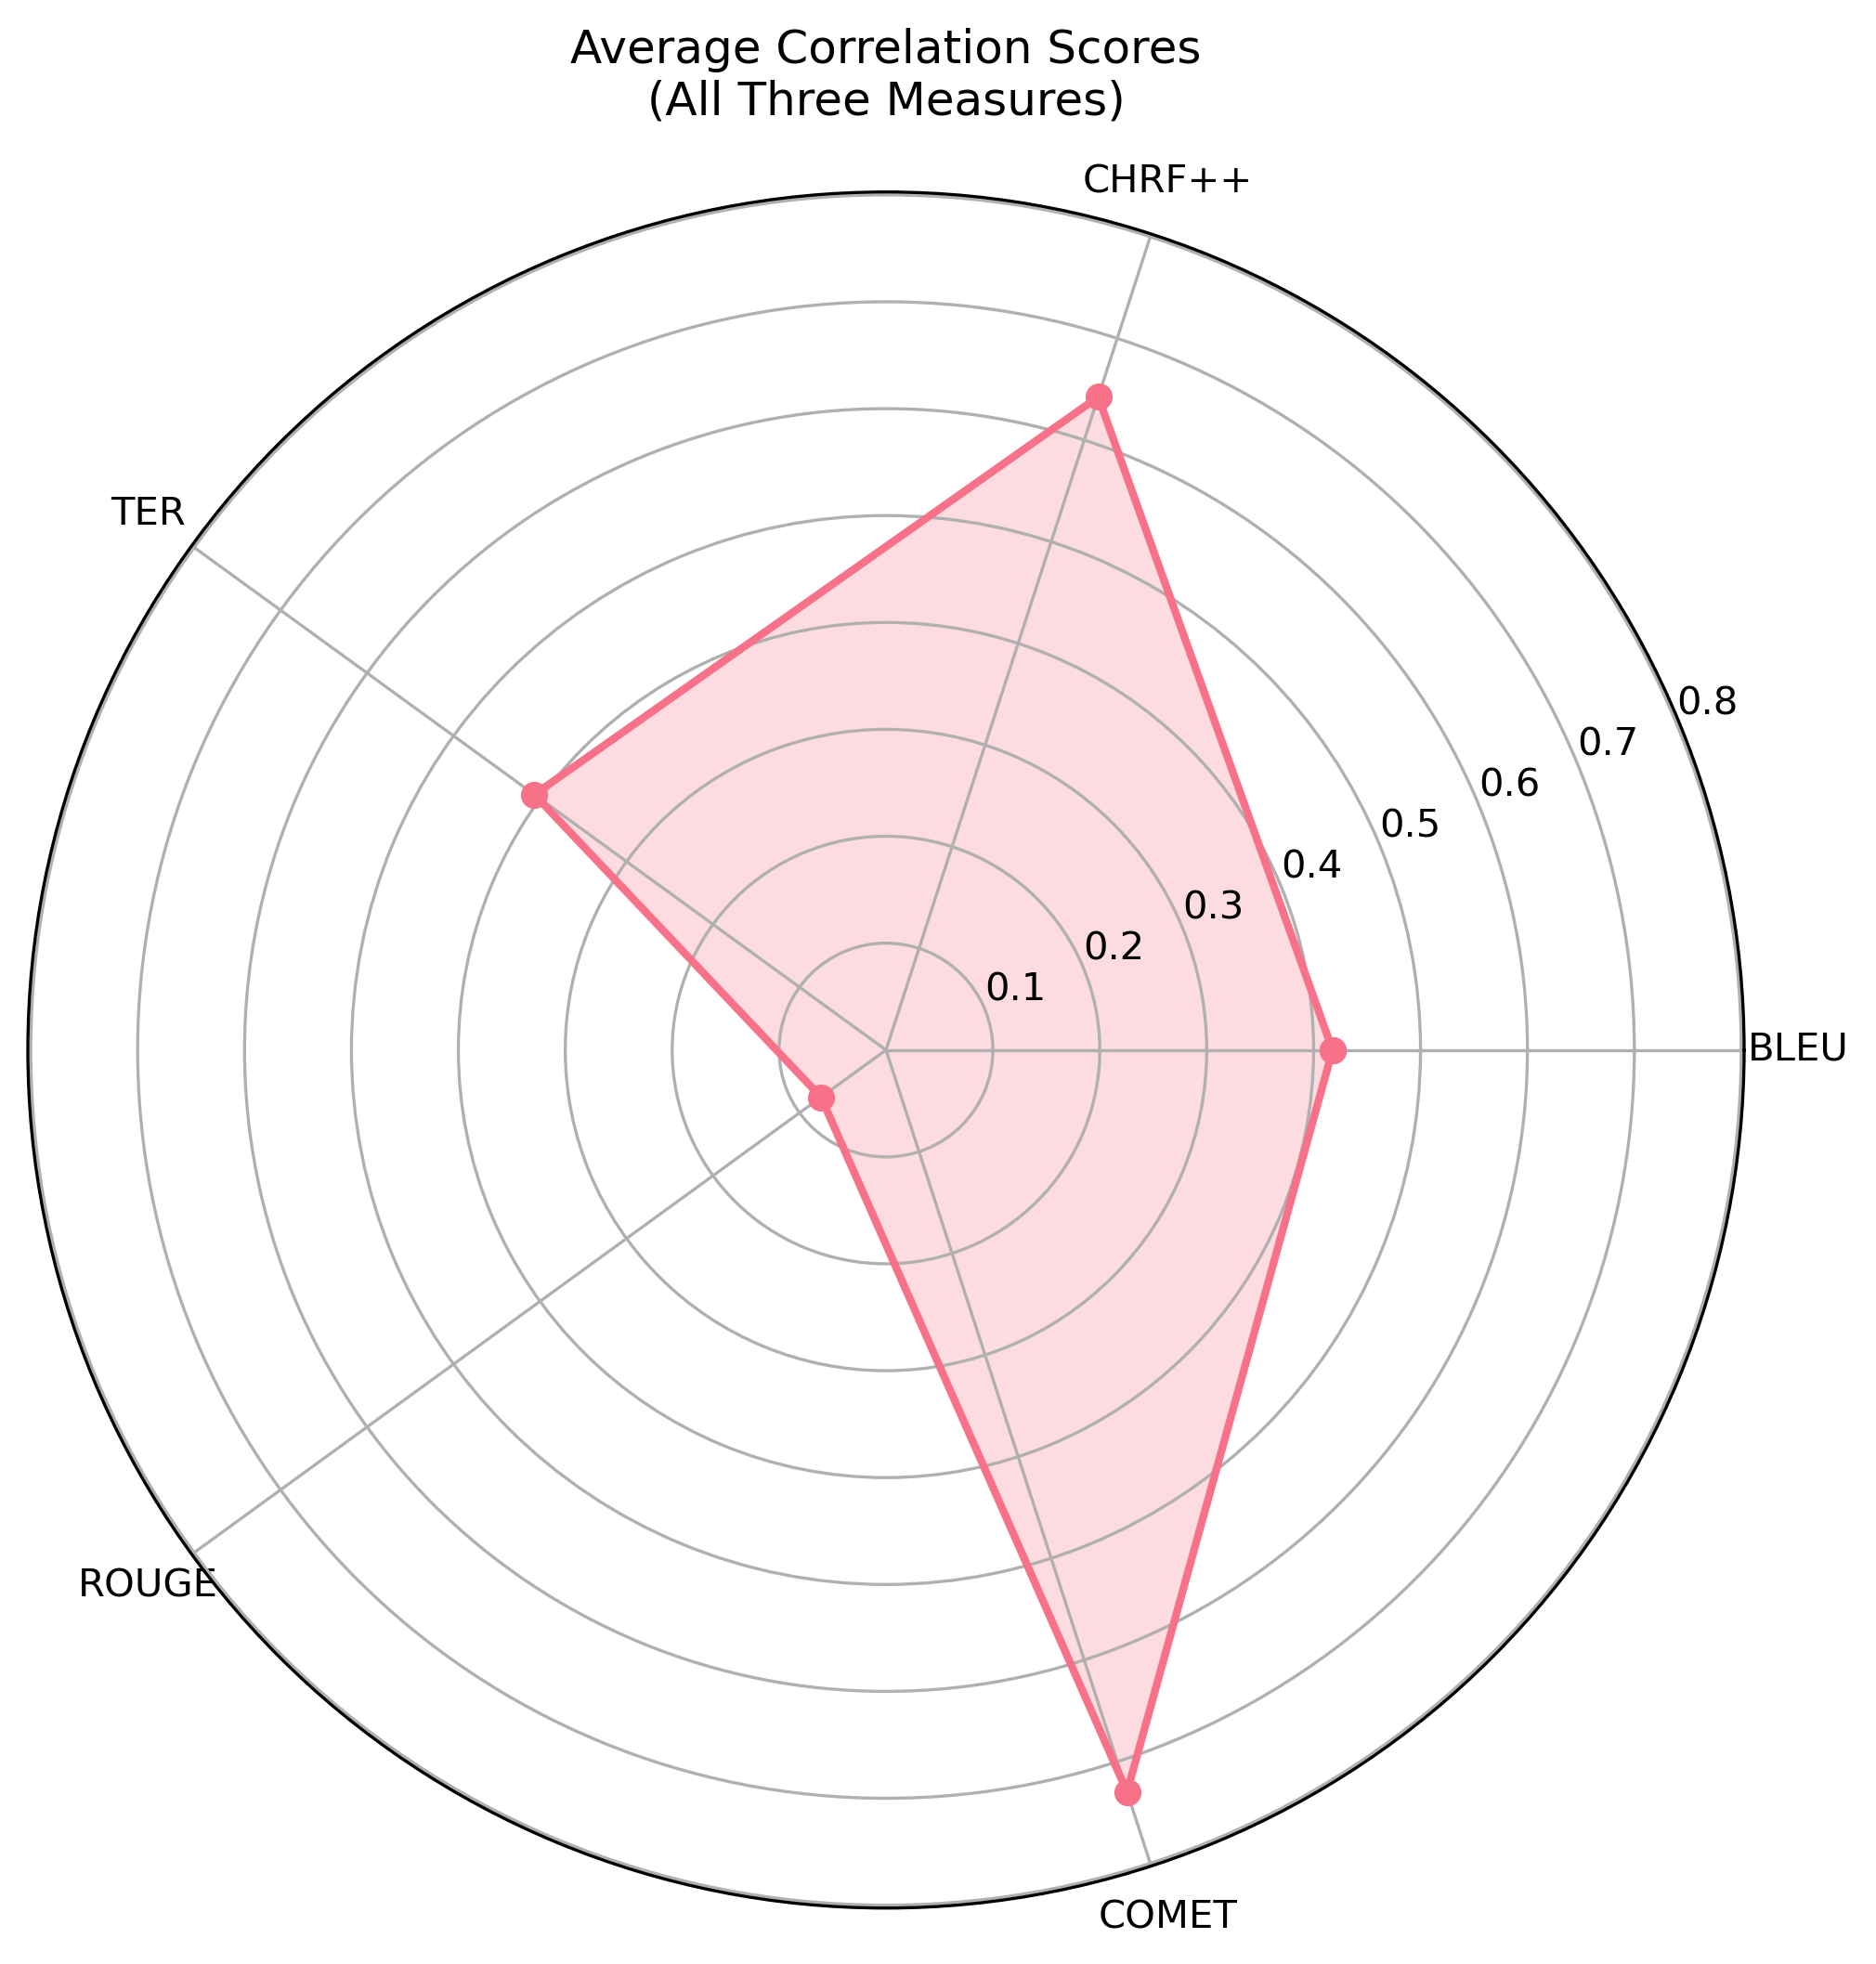 Average Correlation Scores
(All Three Measures)
CHRF++
TER
0.8
0.7
0.6
0.5
0.4
0.3
0.2
0.1
BLEU
ROUGE
COMET